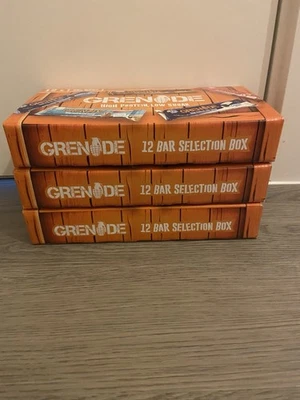 GRENADE
HIGH PROTEIN LOW SUGAR
GRENADE 12 BAR SELECTION BOX
GRENADE 12 BAR SELECTION BOX
GRENADE 12 BAR SELECTION BOX